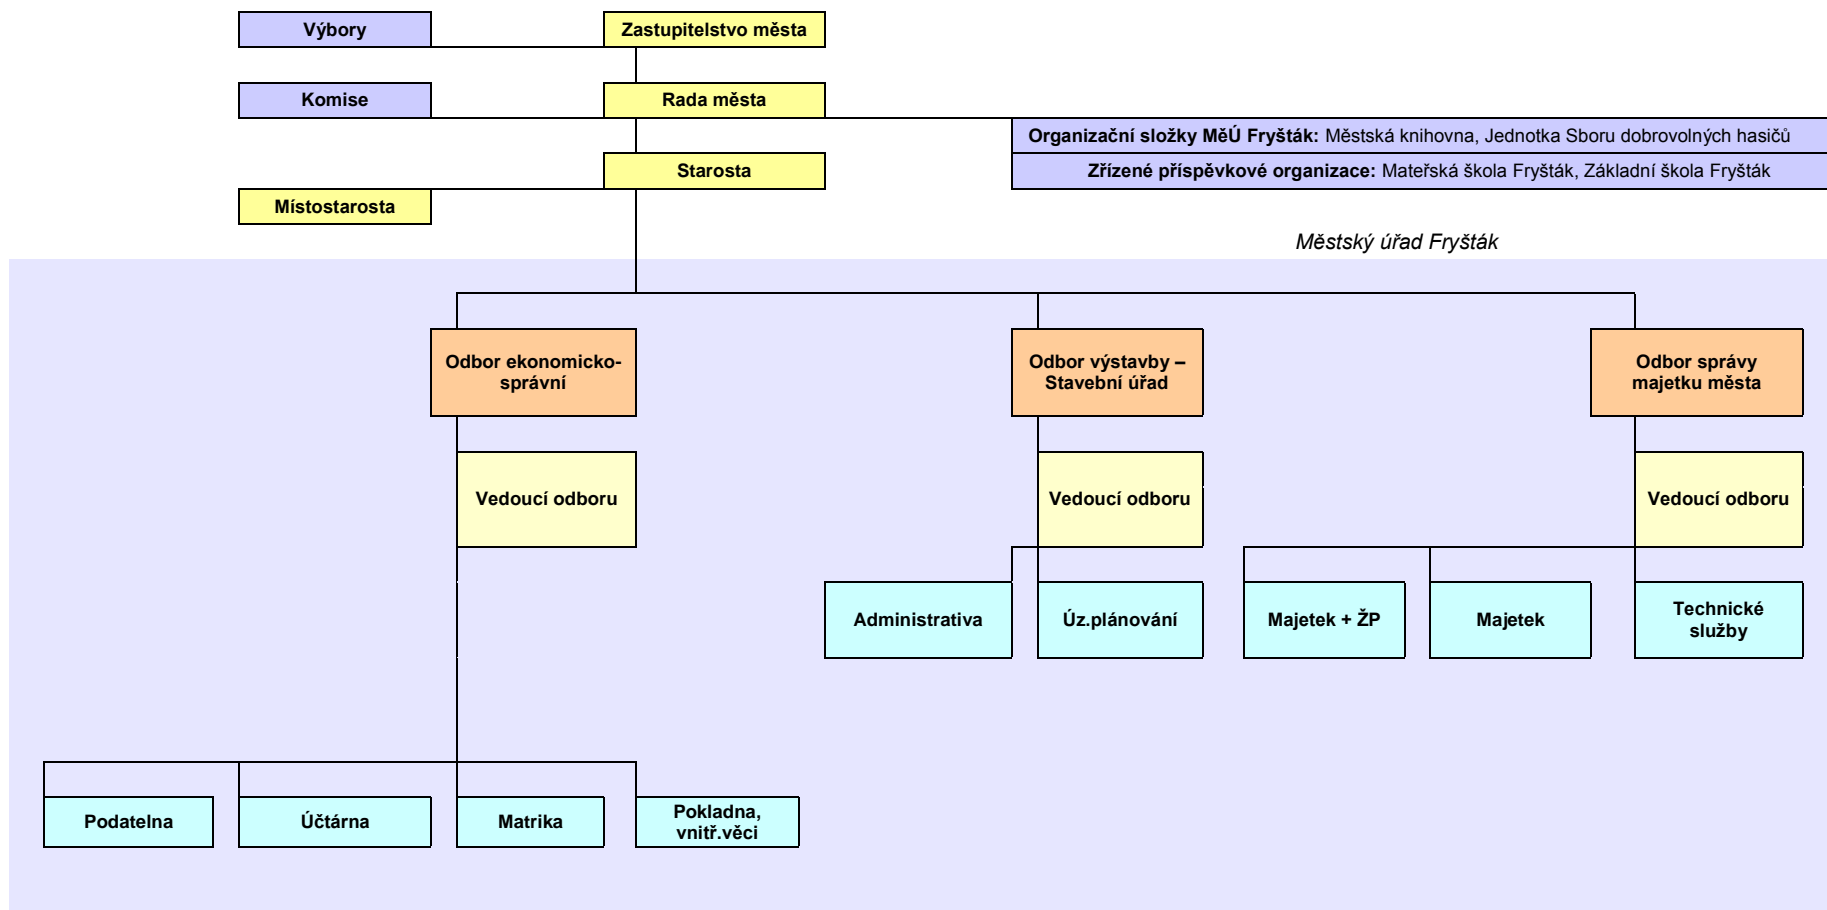 Výbory
Zastupitelstvo města
Komise
Rada města
Organizační složky MěÚ Fryšták: Městská knihovna, Jednotka Sboru dobrovolných hasičů
Starosta
Zřízené příspěvkové organizace: Mateřská škola Fryšták, Základní škola Fryšták
Místostarosta
Městský úřad Fryšták
Odbor ekonomicko-
správní
Odbor výstavby –
Stavební úřad
Odbor správy
majetku města
Vedoucí odboru
Vedoucí odboru
Vedoucí odboru
Administrativa
Úz.plánování
Majetek + ŽP
Majetek
Technické
služby
Podatelna
Účtárna
Matrika
Pokladna,
vnitř.věci